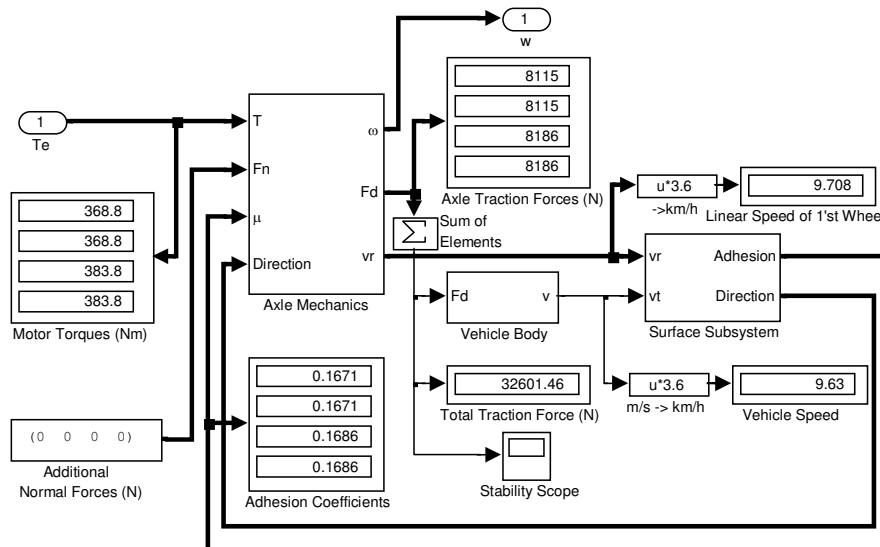 1
w
8115
8115
8186
8186
Axle Traction Forces (N)
1
Te
T
Fn
μ
Direction
ω
Fd
vr
Axle Mechanics
368.8
368.8
383.8
383.8
Motor Torques (Nm)
Σ
Sum of
Elements
u*3.6
->km/h
9.708
Linear Speed of 1'st Whee
vr
vt
Adhesion
Direction
Surface Subsystem
Fd
v
Vehicle Body
0.1671
0.1671
0.1686
0.1686
Adhesion Coefficients
32601.46
Total Traction Force (N)
u*3.6
m/s -> km/h
9.63
Vehicle Speed
(0 0 0 0)
Additional
Normal Forces (N)
Stability Scope